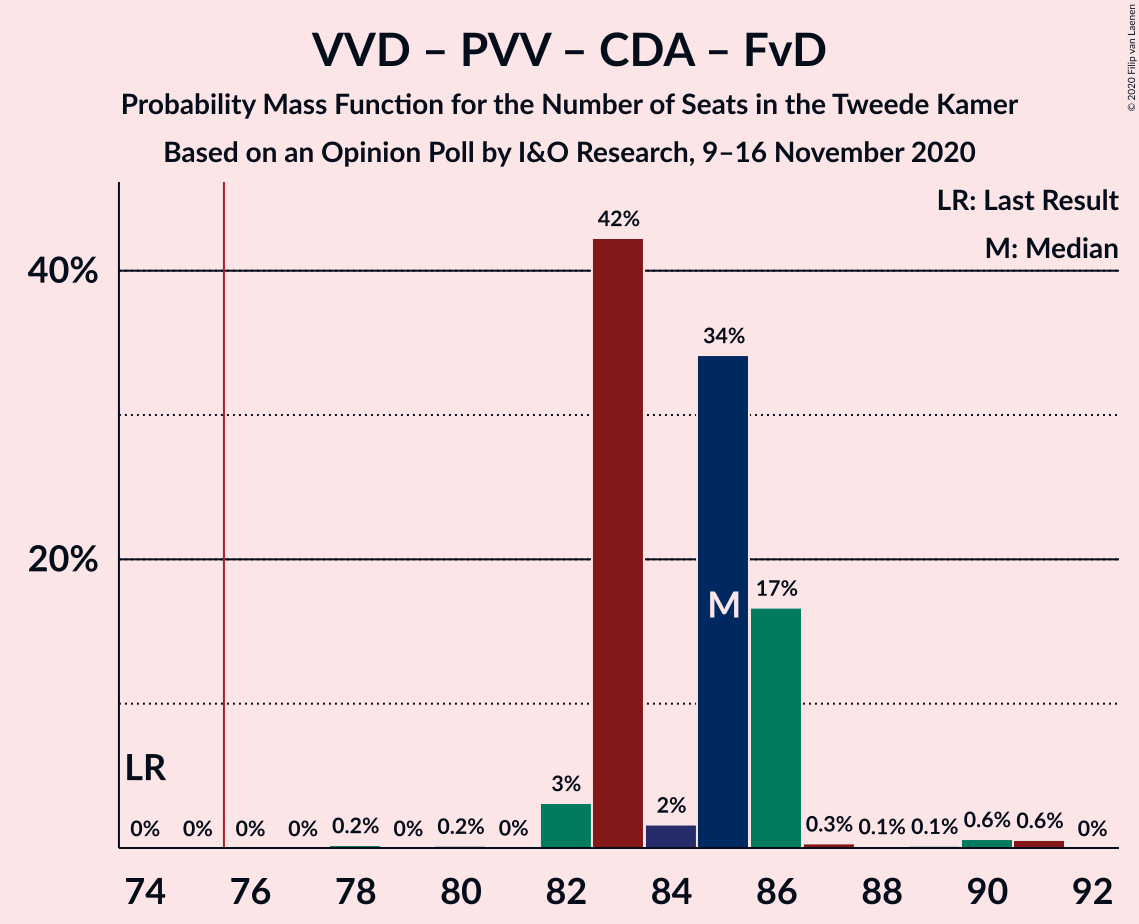 VVD – PVV – CDA – FvD
Probability Mass Function for the Number of Seats in the Tweede Kamer
Based on an Opinion Poll by I&O Research, 9–16 November 2020
© 2020 Filip van Laenen
LR: Last Result
M: Median
42%
40%
34%
20%
17%
M
LR
3%
2%
0% 0% 0% 0% 0.2% 0% 0.2% 0% 0.3% 0.1% 0.1% 0.6% 0.6% 0%
74 76 78 80 82 84 86 88 90 92